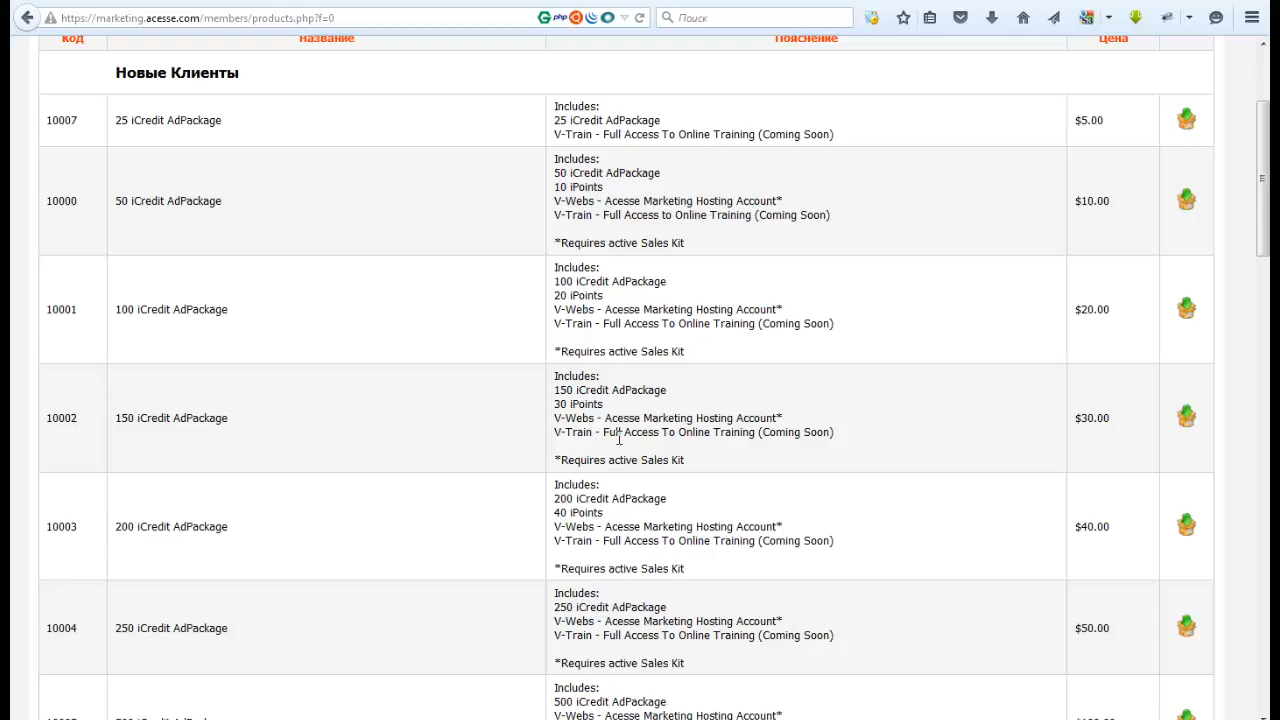 https://marketing.acesse.com/members/products.php?f=0
Поиск
Код Название Пояснение Цена
Новые Клиенты
10007 25 iCredit AdPackage
Includes:
25 iCredit AdPackage
V-Train - Full Access To Online Training (Coming Soon)
$5.00
10000 50 iCredit AdPackage
Includes:
50 iCredit AdPackage
10 iPoints
V-Webs - Acesse Marketing Hosting Account*
V-Train - Full Access to Online Training (Coming Soon)
*Requires active Sales Kit
$10.00
10001 100 iCredit AdPackage
Includes:
100 iCredit AdPackage
20 iPoints
V-Webs - Acesse Marketing Hosting Account*
V-Train - Full Access To Online Training (Coming Soon)
*Requires active Sales Kit
$20.00
10002 150 iCredit AdPackage
Includes:
150 iCredit AdPackage
30 iPoints
V-Webs - Acesse Marketing Hosting Account*
V-Train - Full Access To Online Training (Coming Soon)
*Requires active Sales Kit
$30.00
10003 200 iCredit AdPackage
Includes:
200 iCredit AdPackage
40 iPoints
V-Webs - Acesse Marketing Hosting Account*
V-Train - Full Access To Online Training (Coming Soon)
*Requires active Sales Kit
$40.00
10004 250 iCredit AdPackage
Includes:
250 iCredit AdPackage
V-Webs - Acesse Marketing Hosting Account*
V-Train - Full Access To Online Training (Coming Soon)
*Requires active Sales Kit
$50.00
Includes:
500 iCredit AdPackage
V-Webs - Acesse Marketing Hosting Account*